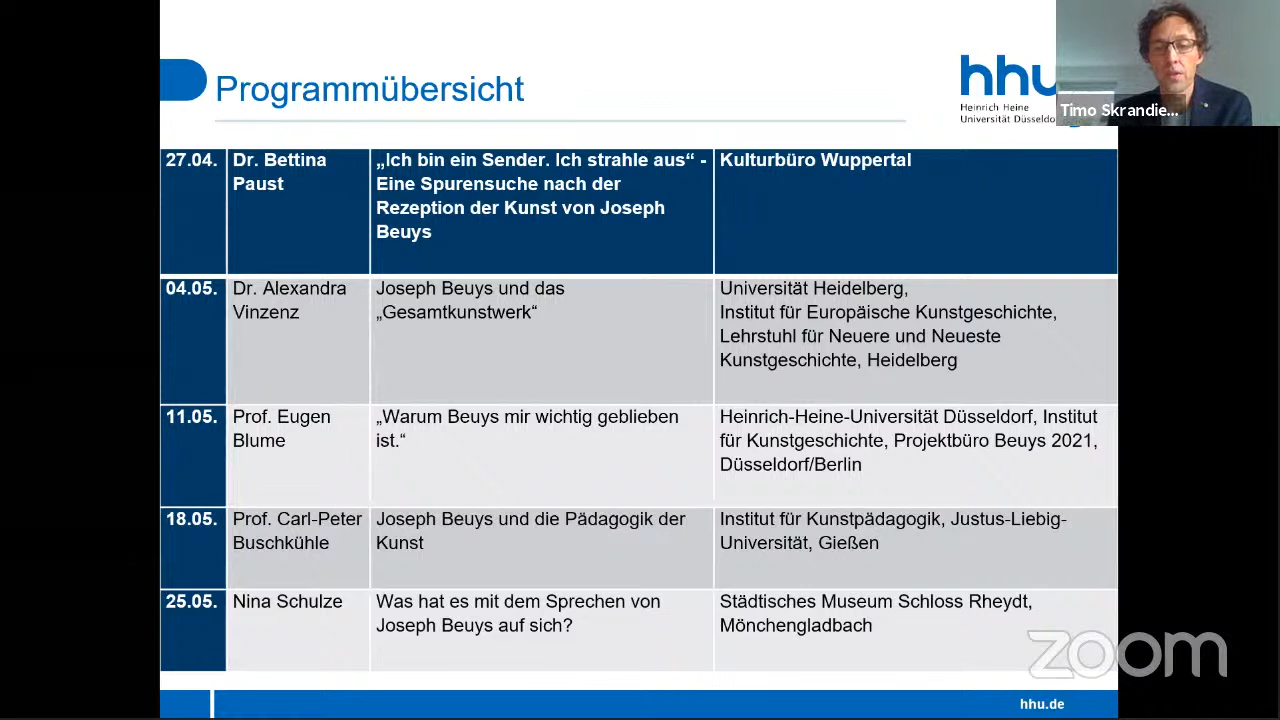 Programmübersicht
hhu
Heinrich Heine
Universität Düsseldorf
Timo Skrandie...
27.04.
Dr. Bettina
Paust
„Ich bin ein Sender. Ich strahle aus“ -
Eine Spurensuche nach der
Rezeption der Kunst von Joseph
Beuys
Kulturbüro Wuppertal
04.05.
Dr. Alexandra
Vinzenz
Joseph Beuys und das
„Gesamtkunstwerk“
Universität Heidelberg,
Institut für Europäische Kunstgeschichte,
Lehrstuhl für Neuere und Neueste
Kunstgeschichte, Heidelberg
11.05.
Prof. Eugen
Blume
„Warum Beuys mir wichtig geblieben
ist.“
Heinrich-Heine-Universität Düsseldorf, Institut
für Kunstgeschichte, Projektbüro Beuys 2021,
Düsseldorf/Berlin
18.05.
Prof. Carl-Peter
Buschkühle
Joseph Beuys und die Pädagogik der
Kunst
Institut für Kunstpädagogik, Justus-Liebig-
Universität, Gießen
25.05.
Nina Schulze
Was hat es mit dem Sprechen von
Joseph Beuys auf sich?
Städtisches Museum Schloss Rheydt,
Mönchengladbach
zoom
hhu.de